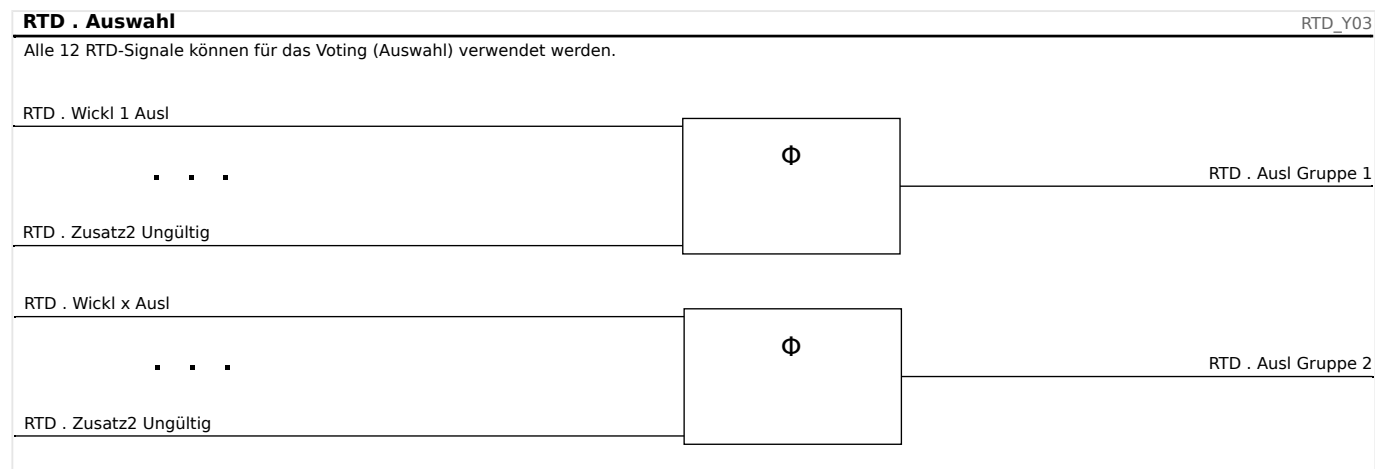 RTD . Auswahl
RTD_Y03
Alle 12 RTD-Signale können für das Voting (Auswahl) verwendet werden.
RTD . Wickl 1 Ausl
Φ
. . .
RTD . Ausl Gruppe 1
RTD . Zusatz2 Ungültig
RTD . Wickl x Ausl
Φ
. . .
RTD . Ausl Gruppe 2
RTD . Zusatz2 Ungültig